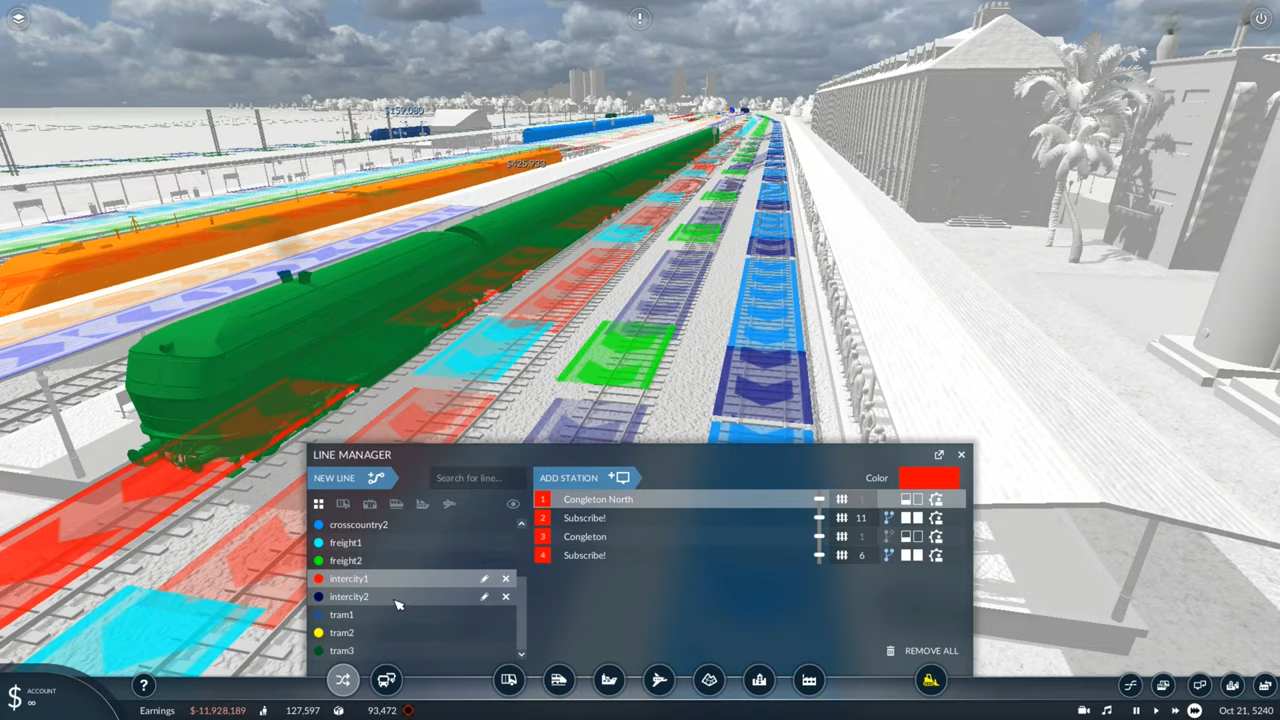 $159,080
$425,933
LINE MANAGER
NEW LINE
Search for line...
ADD STATION
Color
crosscountry2
freight1
freight2
intercity1
intercity2
tram1
tram2
tram3
1 Congleton North 1
2 Subscribe! 11
3 Congleton 1
4 Subscribe! 6
REMOVE ALL
$ ACCOUNT
∞
?
!
Earnings $-11,928,189 127,597 93,472
Oct 21, 5240